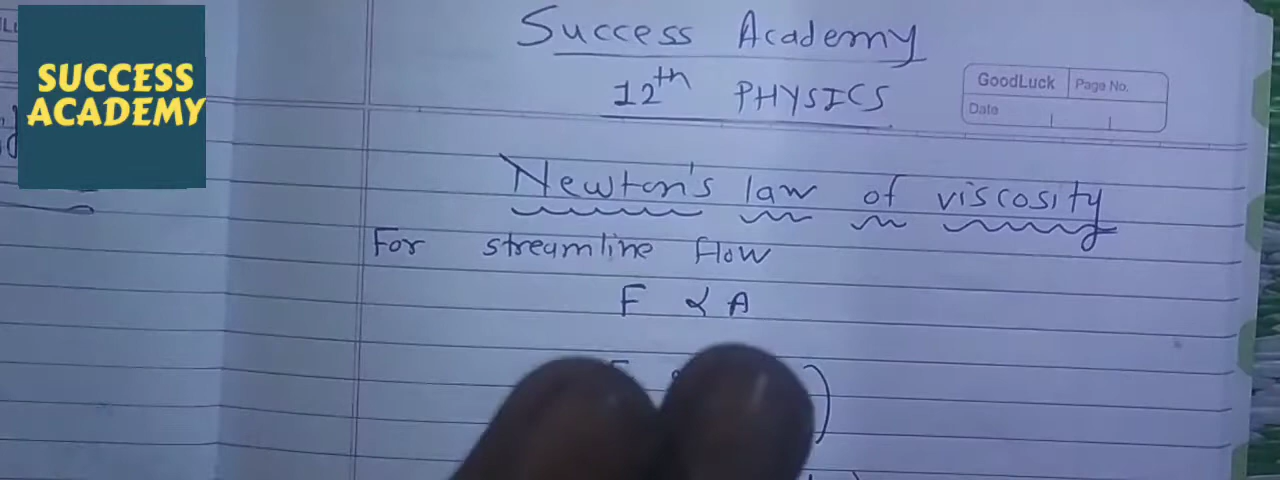 SUCCESS
ACADEMY
Success Academy
12th PHYSICS
GoodLuck Page No.
Date
Newton's law of viscosity
For streamline flow
F ∝ A